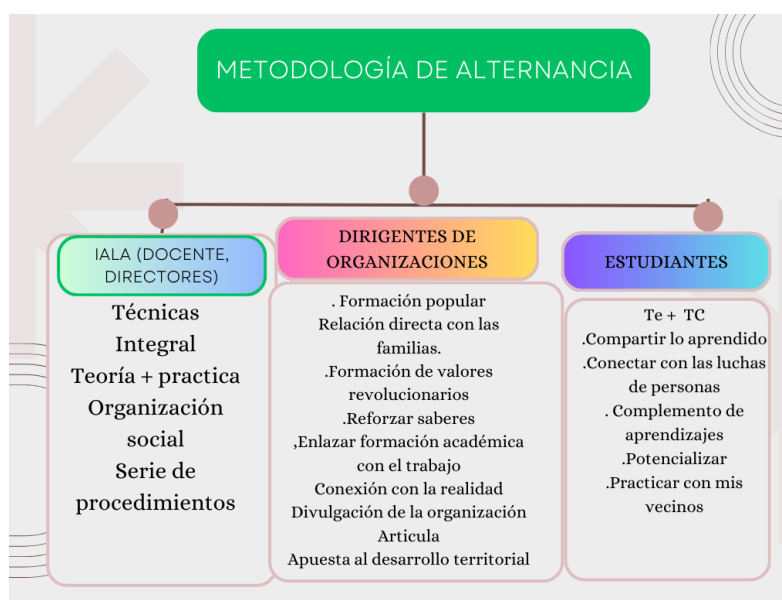 METODOLOGÍA DE ALTERNANCIA
IALA (DOCENTE,
DIRECTORES)
Técnicas
Integral
Teoría + practica
Organización
social
Serie de
procedimientos
DIRIGENTES DE
ORGANIZACIONES
. Formación popular
Relación directa con las
familias.
.Formación de valores
revolucionarios
.Reforzar saberes
,Enlazar formación académica
con el trabajo
Conexión con la realidad
Divulgación de la organización
Articula
Apuesta al desarrollo territorial
ESTUDIANTES
Te + TC
.Compartir lo aprendido
.Conectar con las luchas
de personas
. Complemento de
aprendizajes
.Potencializar
.Practicar con mis
vecinos